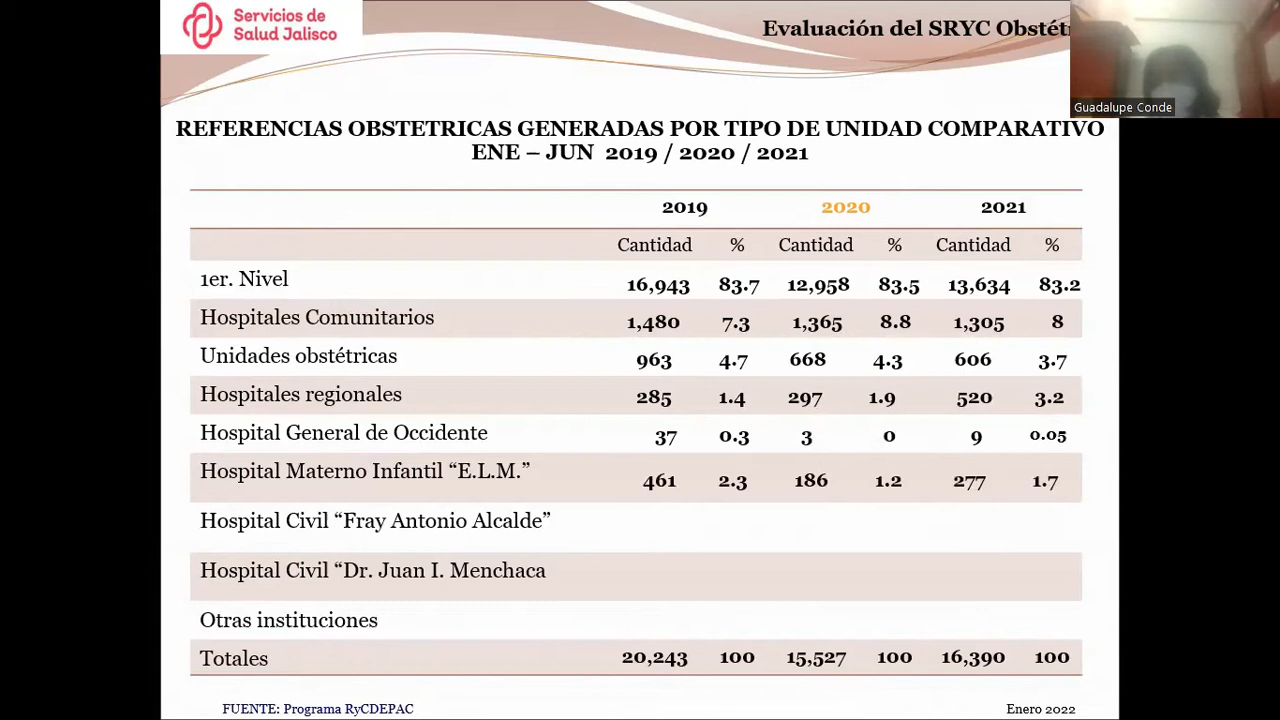 Servicios de
Salud Jalisco
Evaluación del SRYC Obstét
Guadalupe Conde
REFERENCIAS OBSTETRICAS GENERADAS POR TIPO DE UNIDAD COMPARATIVO
ENE – JUN 2019 / 2020 / 2021
2019 2020 2021
Cantidad % Cantidad % Cantidad %
1er. Nivel 16,943 83.7 12,958 83.5 13,634 83.2
Hospitales Comunitarios 1,480 7.3 1,365 8.8 1,305 8
Unidades obstétricas 963 4.7 668 4.3 606 3.7
Hospitales regionales 285 1.4 297 1.9 520 3.2
Hospital General de Occidente 37 0.3 3 0 9 0.05
Hospital Materno Infantil “E.L.M.” 461 2.3 186 1.2 277 1.7
Hospital Civil “Fray Antonio Alcalde”
Hospital Civil “Dr. Juan I. Menchaca
Otras instituciones
Totales 20,243 100 15,527 100 16,390 100
FUENTE: Programa RyCDEPAC
Enero 2022